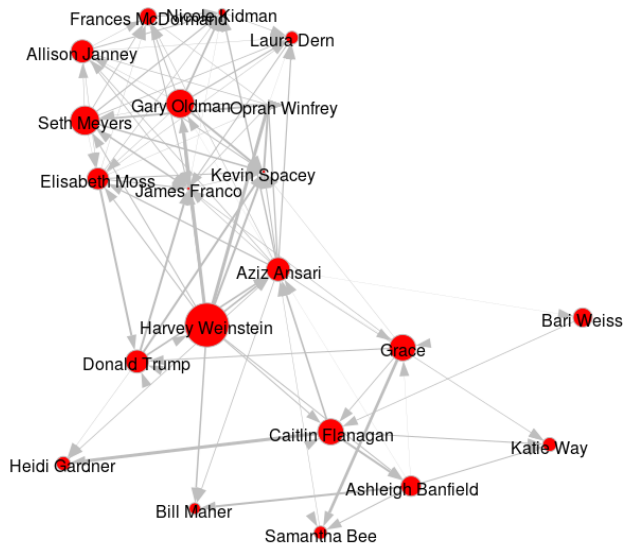 Nicole Kidman
Frances McDormand
Laura Dern
Allison Janney
Gary Oldman
Oprah Winfrey
Seth Meyers
Kevin Spacey
Elisabeth Moss
James Franco
Aziz Ansari
Bari Weiss
Harvey Weinstein
Grace
Donald Trump
Caitlin Flanagan
Katie Way
Heidi Gardner
Ashleigh Banfield
Bill Maher
Samantha Bee